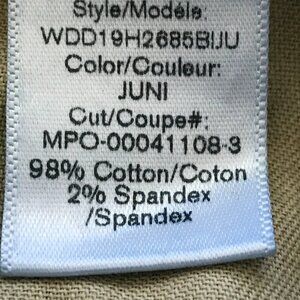 Style/Modèle:
WDD19H2685BIJU
Color/Couleur:
JUNI
Cut/Coupe#:
MPO-00041108-3
98% Cotton/Coton
2% Spandex
/Spandex